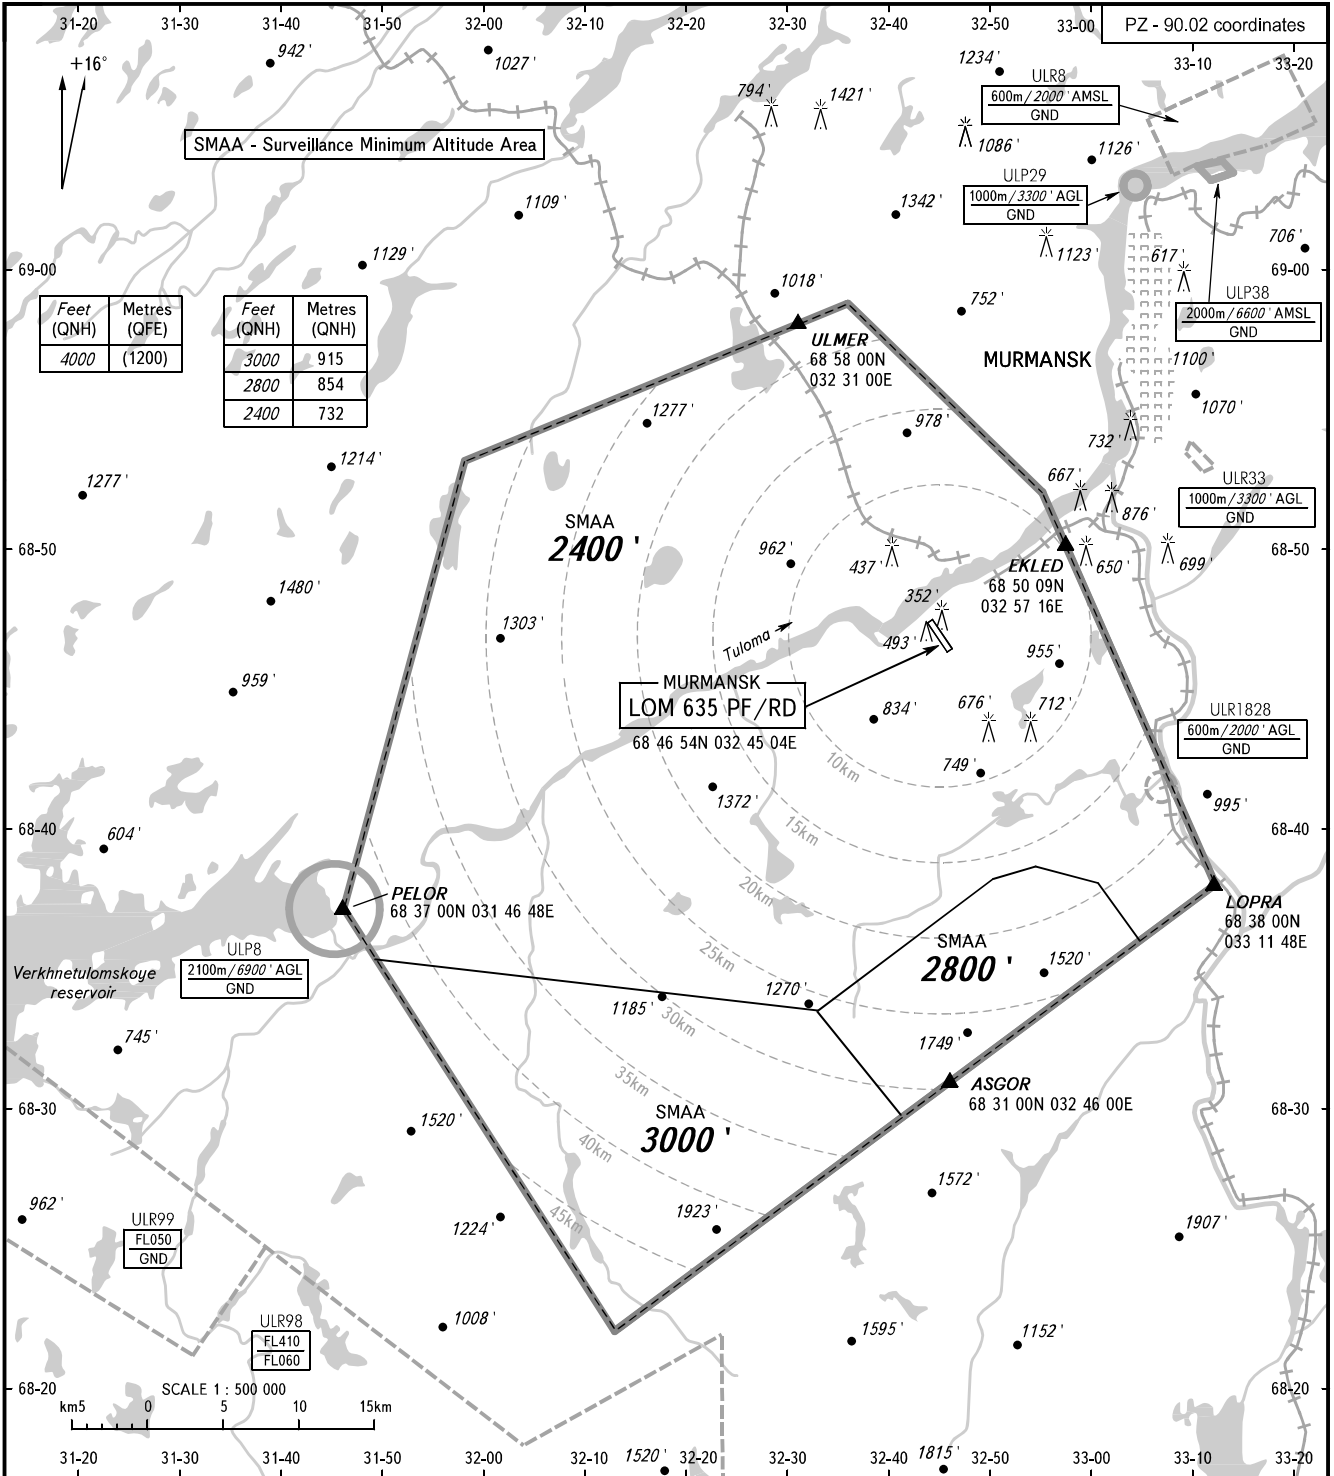 31-20 31-30 31-40 31-50 32-00 32-10 32-20 32-30 32-40 32-50 33-00
PZ - 90.02 coordinates
33-10 33-20
+16°
942'
1027'
1234'
ULR8
600m/2000' AMSL
GND
794'
1421'
SMAA - Surveillance Minimum Altitude Area
1086'
1126'
ULP29
1000m/3300' AGL
GND
1109'
1342'
1129'
1123'
617'
706'
69-00
69-00
1018'
752'
ULP38
2000m/6600' AMSL
GND
Feet (QNH)
Metres (QFE)
4000 (1200)
Feet (QNH)
Metres (QNH)
3000 915
2800 854
2400 732
ULMER
68 58 00N
032 31 00E
MURMANSK
1100'
1070'
1277'
978'
732'
1214'
1277'
667'
876'
ULR33
1000m/3300' AGL
GND
SMAA
2400'
68-50
962'
437'
EKLED
68 50 09N
032 57 16E
650'
699'
68-50
1480'
352'
1303'
Tuloma
493'
955'
959'
MURMANSK
LOM 635 PF/RD
68 46 54N 032 45 04E
834'
676'
712'
ULR1828
600m/2000' AGL
GND
10km
749'
1372'
995'
68-40
604'
15km
68-40
20km
PELOR
68 37 00N 031 46 48E
LOPRA
68 38 00N
033 11 48E
ULP8
2100m/6900' AGL
GND
25km
SMAA
2800'
1520'
Verkhnetulomskoye
reservoir
1185'
1270'
30km
745'
1749'
35km
ASGOR
68 31 00N 032 46 00E
68-30
SMAA
3000'
68-30
1520'
40km
1572'
962'
ULR99
FL050
GND
1224'
45km
1923'
1907'
ULR98
FL410
FL060
1008'
1595'
1152'
68-20
SCALE 1 : 500 000
km5 0 5 10 15km
68-20
1520'
1815'
31-20 31-30 31-40 31-50 32-00 32-10 32-20 32-30 32-40 32-50 33-00 33-10 33-20